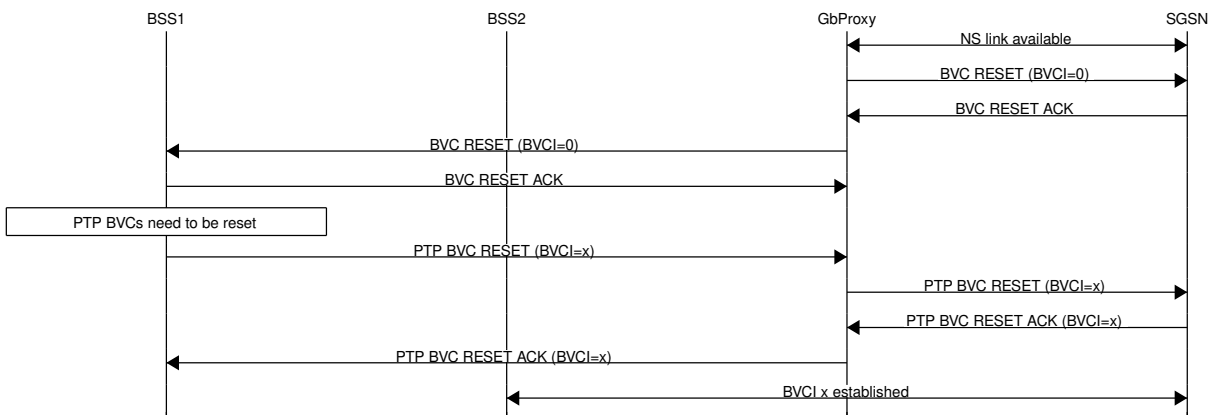 BSS1 BSS2 GbProxy SGSN
NS link available
BVC RESET (BVCI=0)
BVC RESET ACK
BVC RESET (BVCI=0)
BVC RESET ACK
PTP BVCs need to be reset
PTP BVC RESET (BVCI=x)
PTP BVC RESET (BVCI=x)
PTP BVC RESET ACK (BVCI=x)
PTP BVC RESET ACK (BVCI=x)
BVCI x established